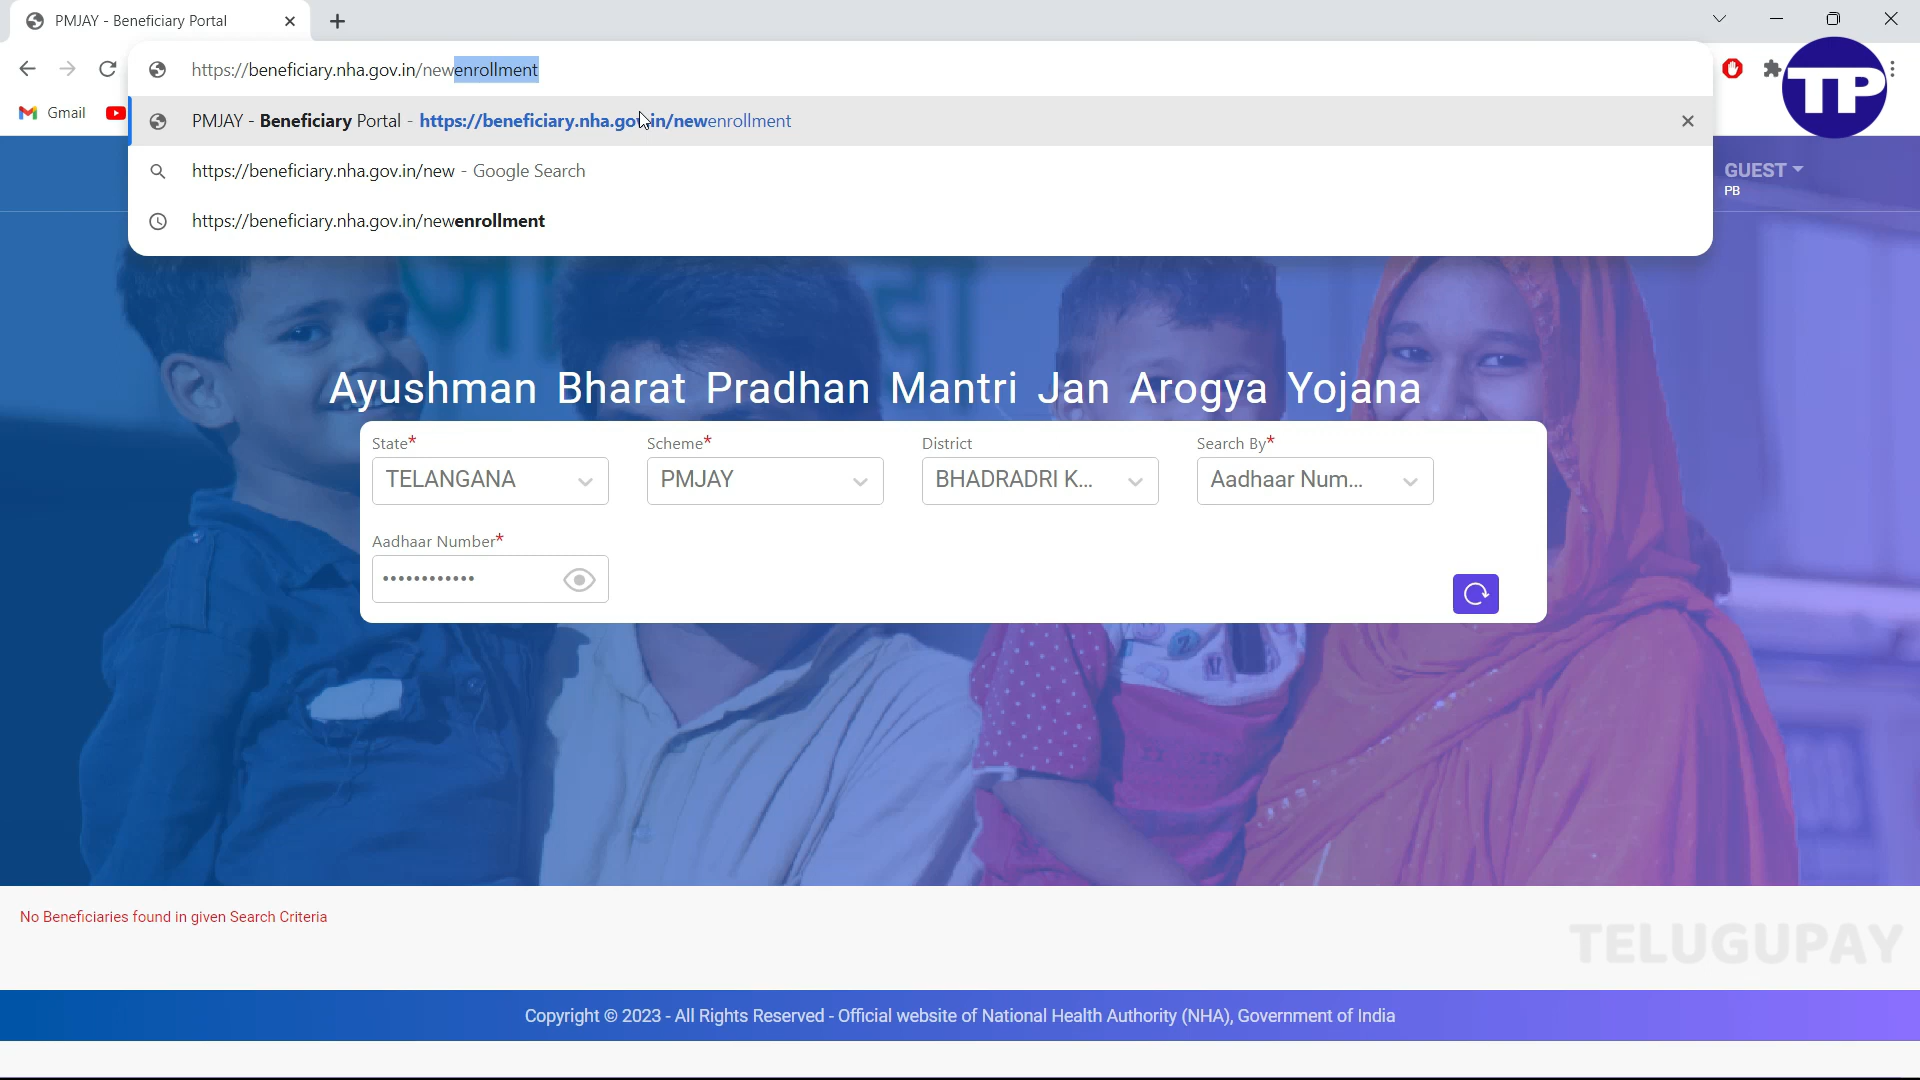 PMJAY - Beneficiary Portal
https://beneficiary.nha.gov.in/newenrollment
TP
Gmail
PMJAY - Beneficiary Portal - https://beneficiary.nha.gov.in/newenrollment
https://beneficiary.nha.gov.in/new - Google Search
https://beneficiary.nha.gov.in/newenrollment
GUEST
PB
Ayushman Bharat Pradhan Mantri Jan Arogya Yojana
State* Scheme* District Search By*
TELANGANA PMJAY BHADRADRI K... Aadhaar Num...
Aadhaar Number*
••••••••••••
No Beneficiaries found in given Search Criteria
TELUGUPAY
Copyright © 2023 - All Rights Reserved - Official website of National Health Authority (NHA), Government of India